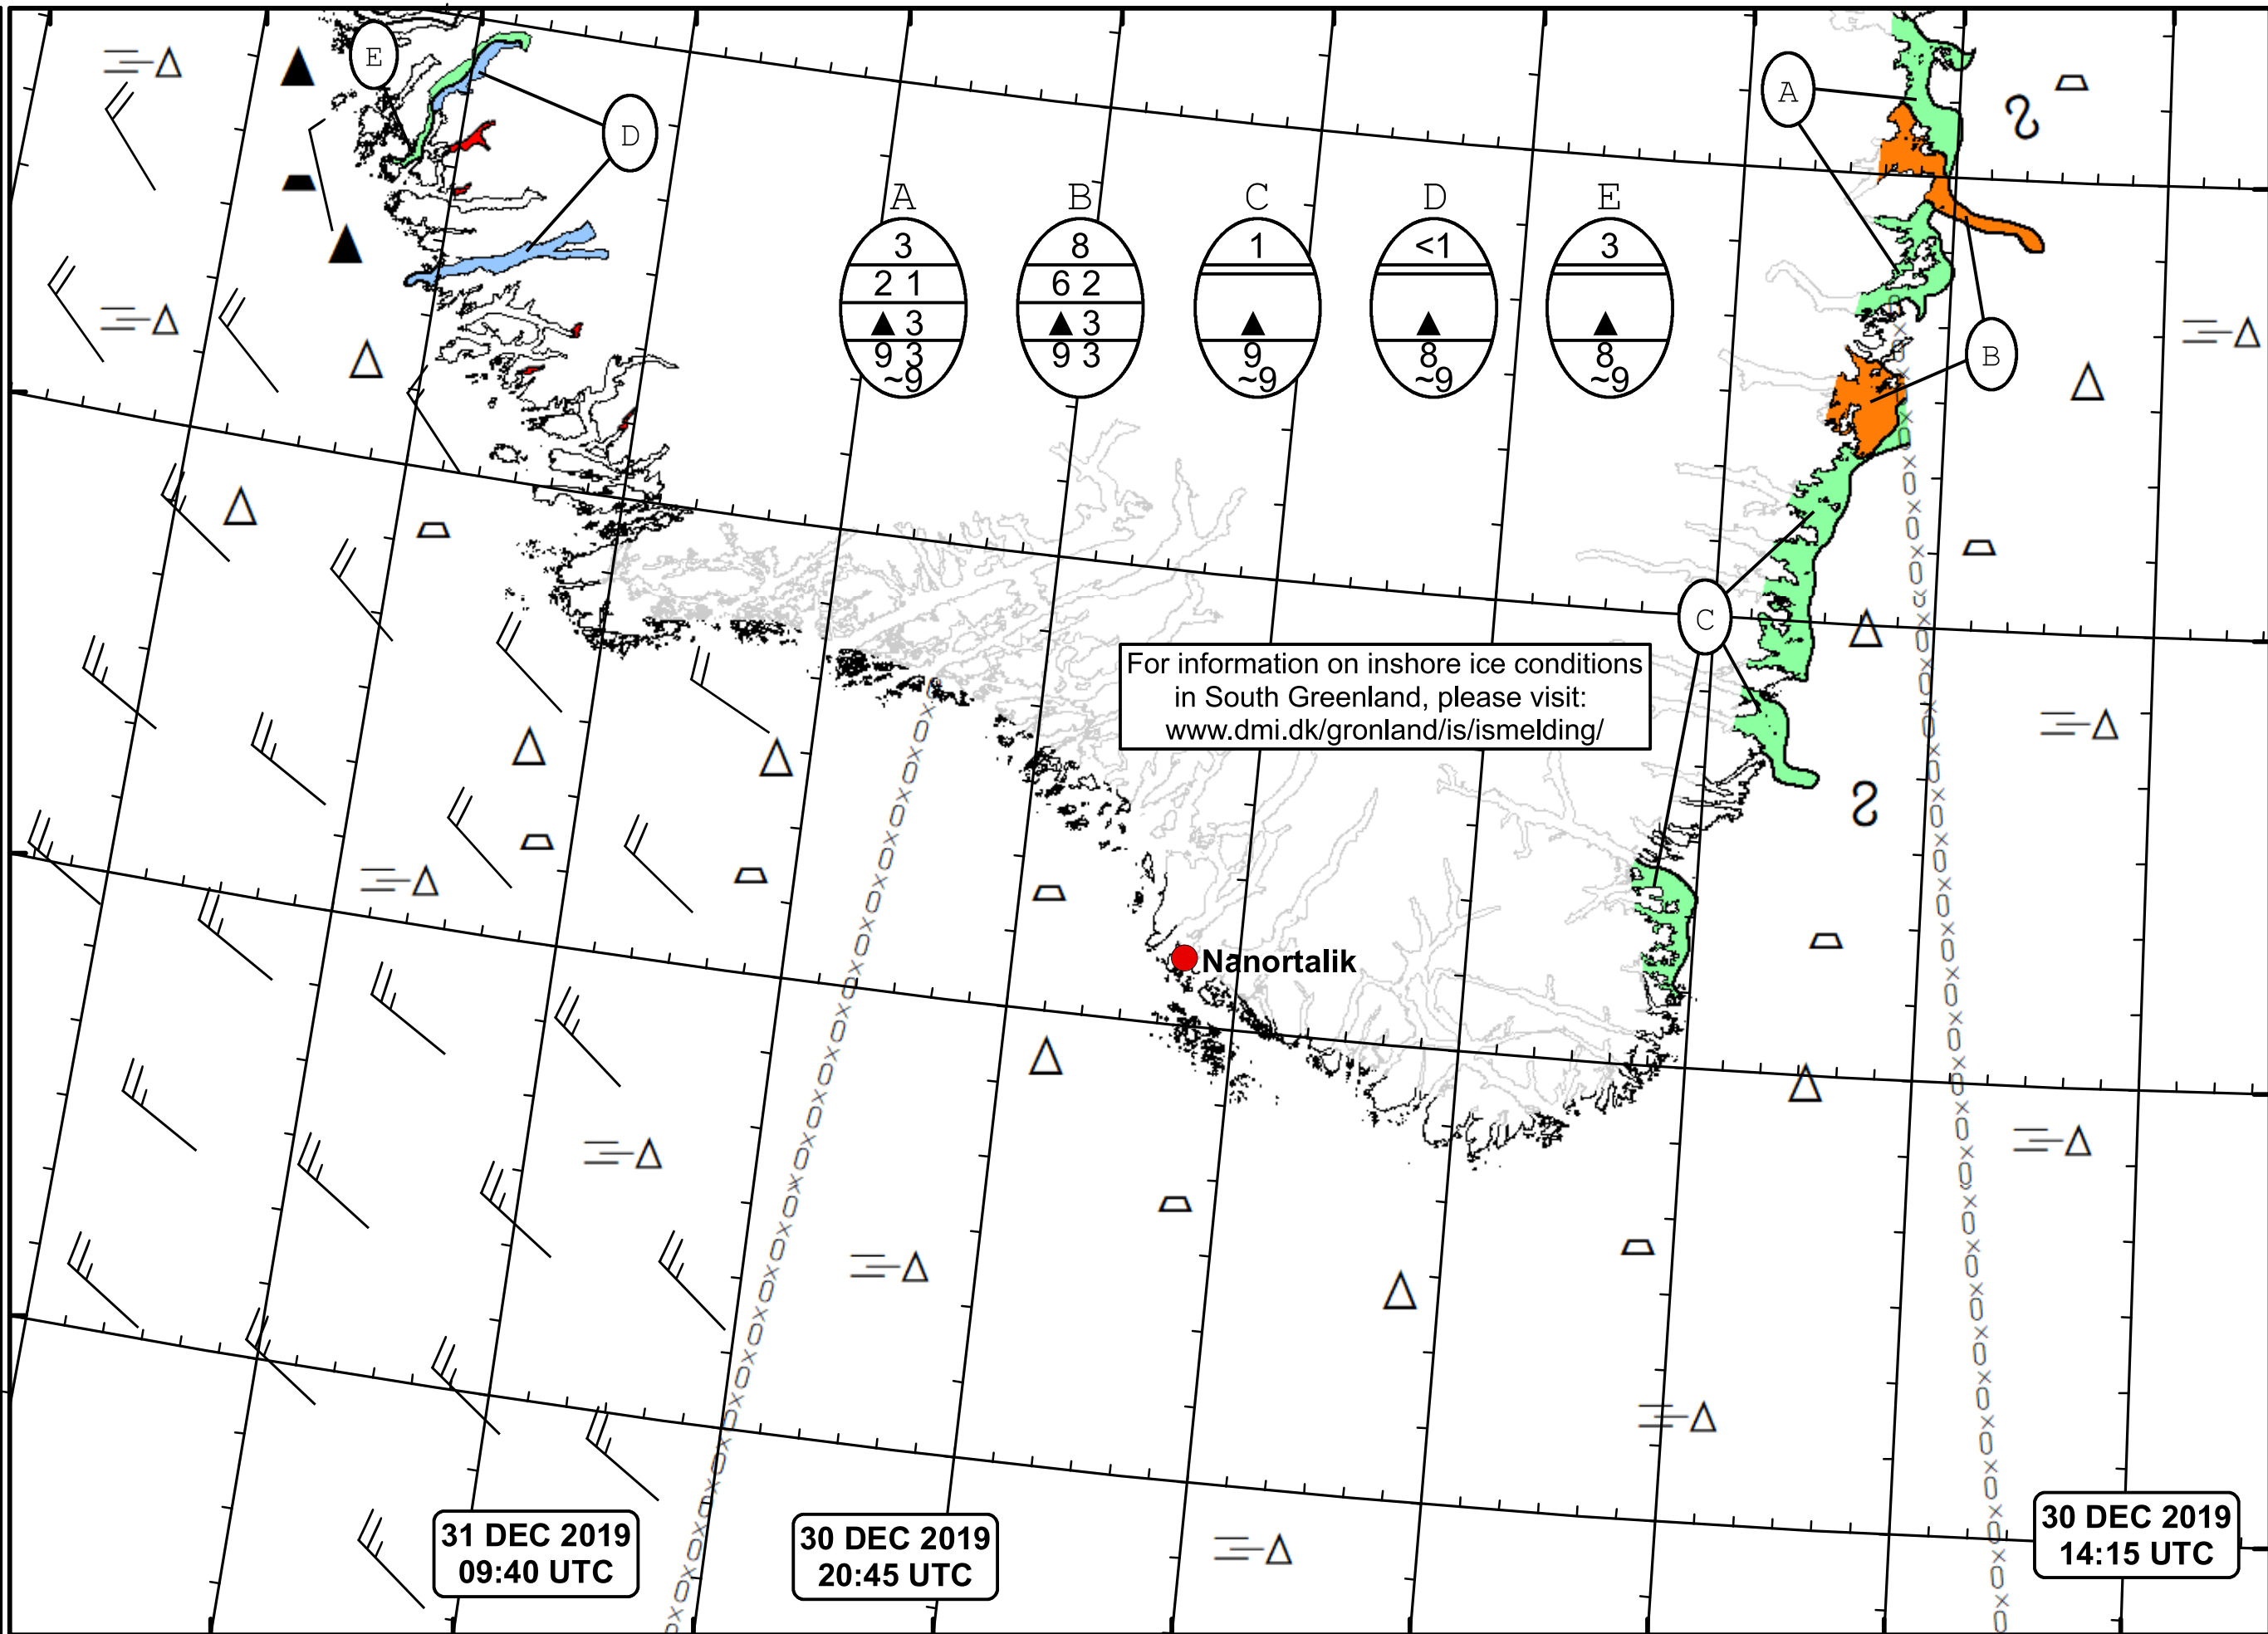 E
D
A
B
C
A B C D E
3 8 1 <1 3
2 1 6 2
▲ 3 ▲ 3 ▲ ▲ ▲
9 3 9 3 9 8 8
~9 ~9 ~9 ~9
For information on inshore ice conditions
in South Greenland, please visit:
www.dmi.dk/gronland/is/ismelding/
Nanortalik
31 DEC 2019
09:40 UTC
30 DEC 2019
20:45 UTC
30 DEC 2019
14:15 UTC